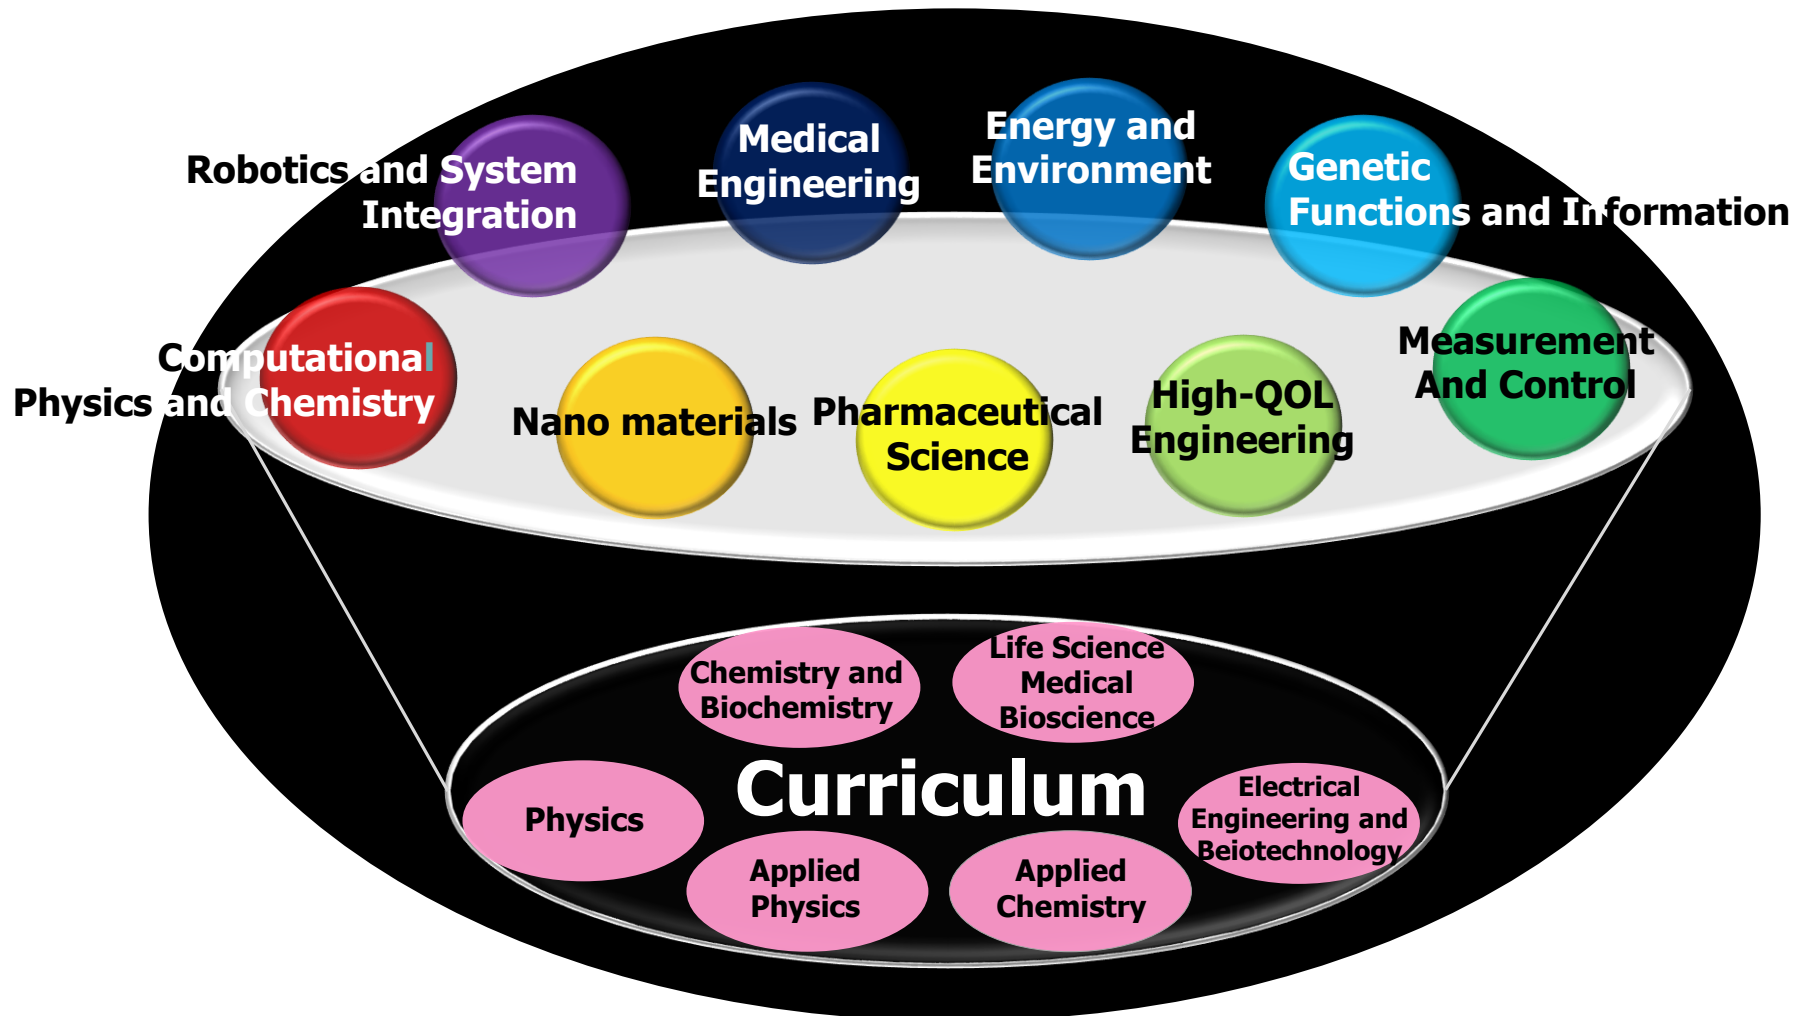 Robotics and System
Integration
Medical
Engineering
Energy and
Environment
Genetic
Functions and Information
Computational
Physics and Chemistry
Nano materials
Pharmaceutical
Science
High-QOL
Engineering
Measurement
And Control
Chemistry and
Biochemistry
Life Science
Medical
Bioscience
Curriculum
Physics
Electrical
Engineering and
Beiotechnology
Applied
Physics
Applied
Chemistry